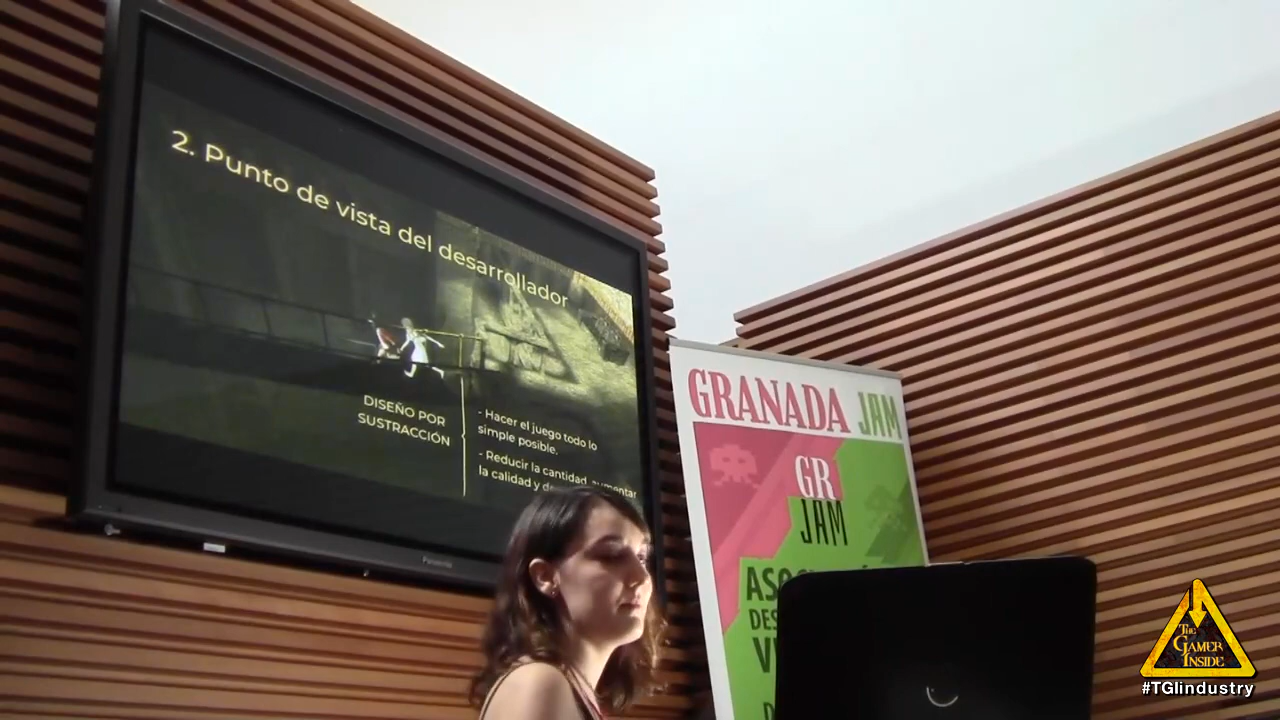 2. Punto de vista del desarrollador
DISEÑO POR
SUSTRACCIÓN
- Hacer el juego todo lo
simple posible.
- Reducir la cantidad, aumentar
la calidad y
Panasonic
GRANADA JAM
GR
JAM
THE
GAMER
INSIDE
#TGIindustry